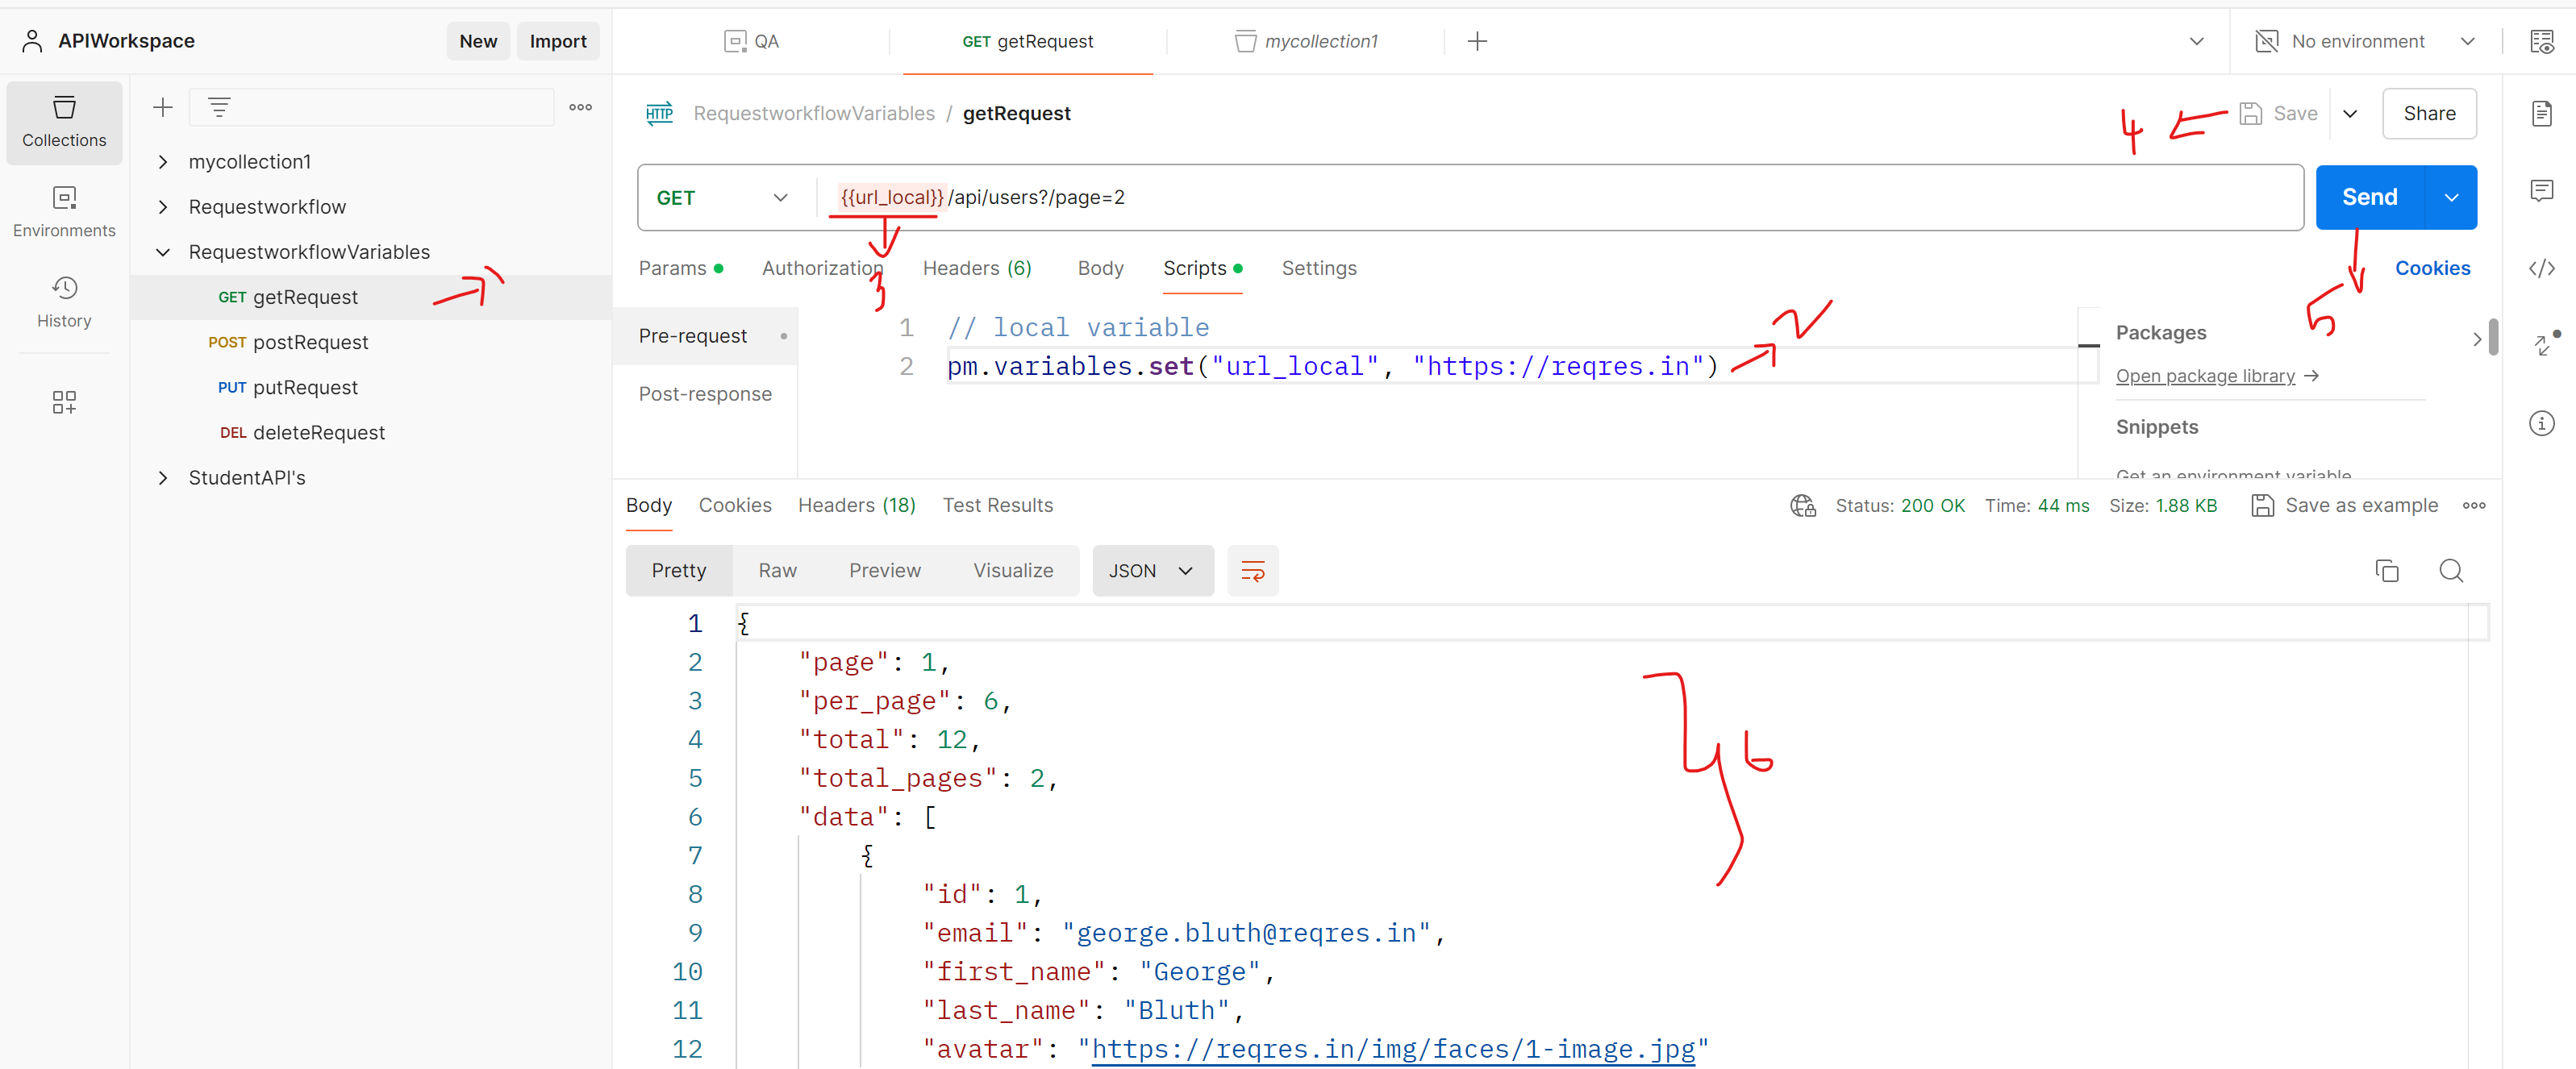 APIWorkspace
New
Import
QA
GET getRequest
mycollection1
No environment
Collections
Environments
History
mycollection1
Requestworkflow
RequestworkflowVariables
GET getRequest
POST postRequest
PUT putRequest
DEL deleteRequest
StudentAPI's
HTTP
RequestworkflowVariables / getRequest
4
Save
Share
GET
{{url_local}}/api/users?/page=2
Send
Params
Authorization
Headers (6)
Body
Scripts
Settings
Cookies
3
5
Pre-request
Post-response
1 // local variable
2 pm.variables.set("url_local", "https://reqres.in")
2
Packages
Open package library →
Snippets
Get an environment variable
Body
Cookies
Headers (18)
Test Results
Status: 200 OK
Time: 44 ms
Size: 1.88 KB
Save as example
Pretty
Raw
Preview
Visualize
JSON
1 {
2 "page": 1,
3 "per_page": 6,
4 "total": 12,
5 "total_pages": 2,
6 "data": [
7 {
8 "id": 1,
9 "email": "george.bluth@reqres.in",
10 "first_name": "George",
11 "last_name": "Bluth",
12 "avatar": "https://reqres.in/img/faces/1-image.jpg"
6